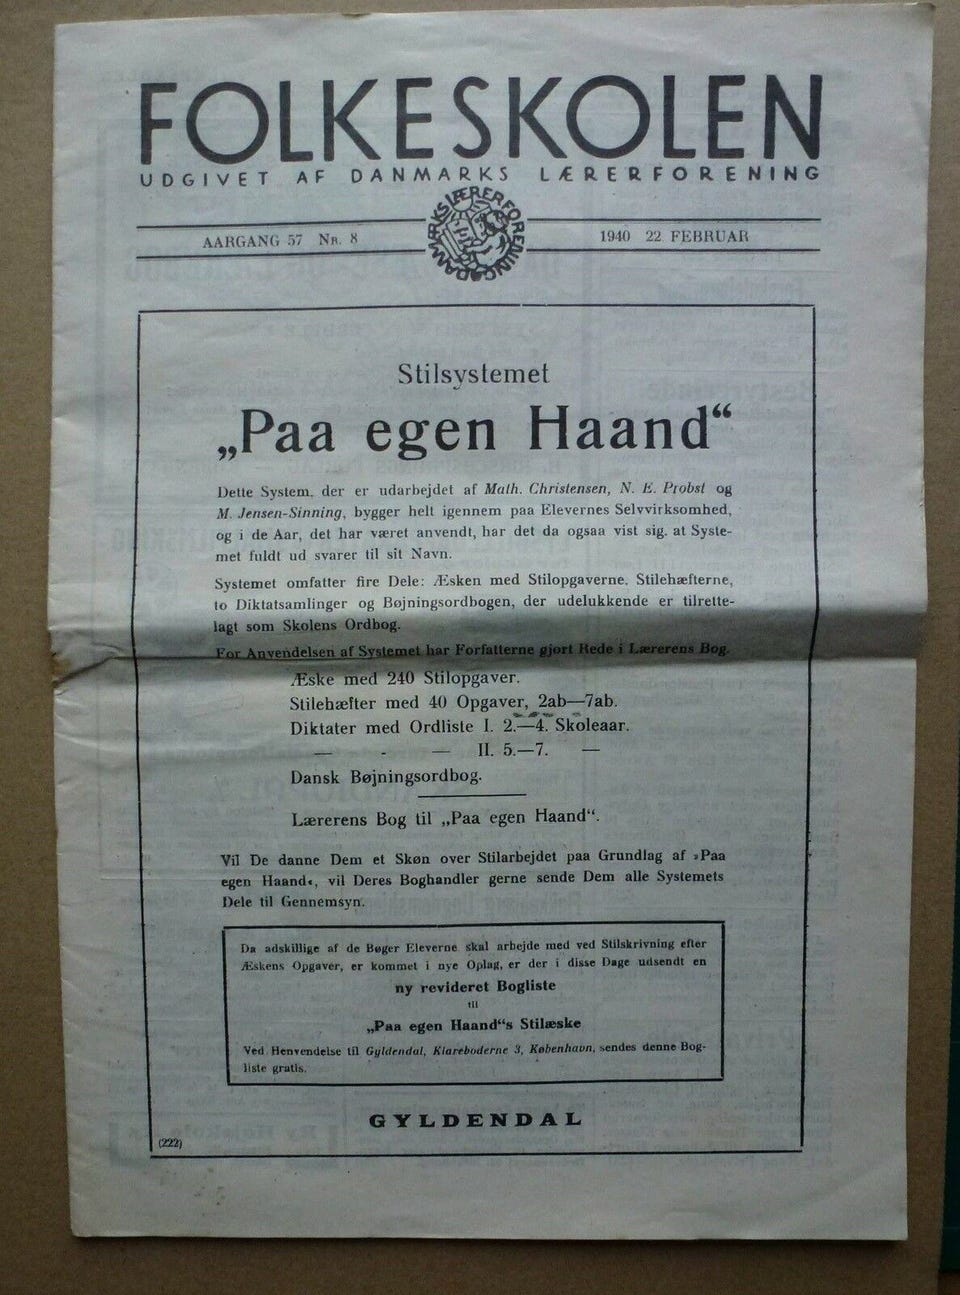 FOLKESKOLEN
UDGIVET AF DANMARKS LÆRERFORENING
AARGANG 57 Nr. 8
DANMARKS LÆRERFORENING
1940 22 FEBRUAR
Stilsystemet
„Paa egen Haand“
Dette System, der er udarbejdet af Math. Christensen, N. E. Probst og
M. Jensen-Sinning, bygger helt igennem paa Elevernes Selvvirksomhed,
og i de Aar, det har været anvendt, har det da ogsaa vist sig, at Syste-
met fuldt ud svarer til sit Navn.
Systemet omfatter fire Dele: Æsken med Stilopgaverne, Stilehæfterne,
to Diktatsamlinger og Bøjningsordbogen, der udelukkende er tilrette-
lagt som Skolens Ordbog.
For Anvendelsen af Systemet har Forfatterne gjort Rede i Lærerens Bog.
Æske med 240 Stilopgaver.
Stilehæfter med 40 Opgaver, 2ab—7ab.
Diktater med Ordliste I. 2.—4. Skoleaar.
— - — II. 5.—7. —
Dansk Bøjningsordbog.
Lærerens Bog til „Paa egen Haand“.
Vil De danne Dem et Skøn over Stilarbejdet paa Grundlag af »Paa
egen Haand«, vil Deres Boghandler gerne sende Dem alle Systemets
Dele til Gennemsyn.
Da adskillige af de Bøger Eleverne skal arbejde med ved Stilskrivning efter
Æskens Opgaver, er kommet i nye Oplag, er der i disse Dage udsendt en
ny revideret Bogliste
til
„Paa egen Haand“s Stilæske
Ved Henvendelse til Gyldendal, Klareboderne 3, København, sendes denne Bog-
liste gratis.
GYLDENDAL
(222)